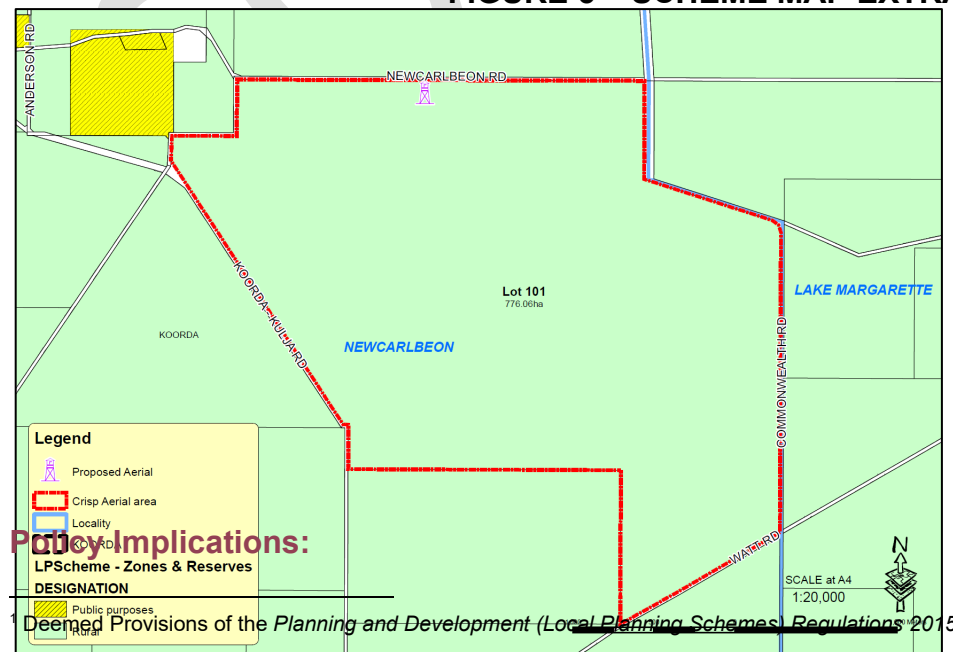 FIGURE 3 – SCHEME MAP EXTRA
ANDERSON RD
NEWCARLBEON RD
KOORDA - KULJA RD
Lot 101
776.06ha
LAKE MARGARETTE
KOORDA
NEWCARLBEON
COMMONWEALTH RD
WATT RD
Legend
Proposed Aerial
Crisp Aerial area
Locality
KOORDA
Policy Implications:
LPScheme - Zones & Reserves
DESIGNATION
Public purposes
Rural
N
SCALE at A4
1:20,000
1 Deemed Provisions of the Planning and Development (Local Planning Schemes) Regulations 2015